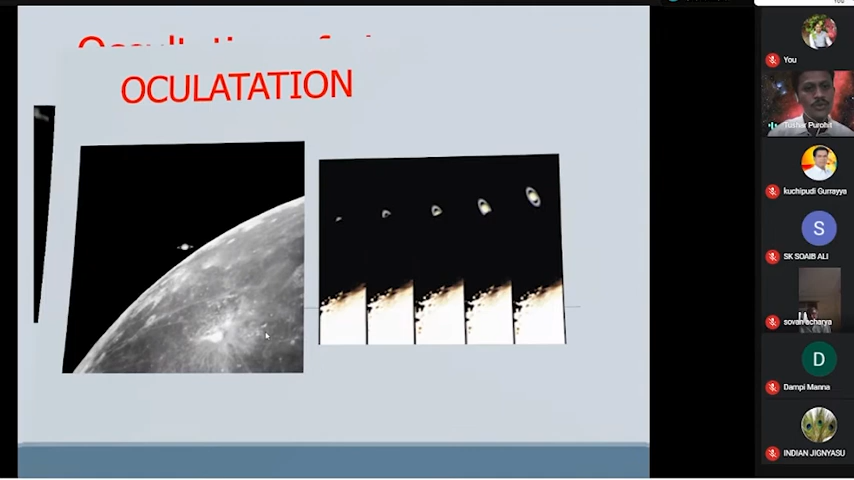 OCULATATION
You
Tushar Purohit
kuchipudi Gurrayya
S
SK SOAIB ALI
sovan acharya
D
Dampi Manna
INDIAN JIGNYASU